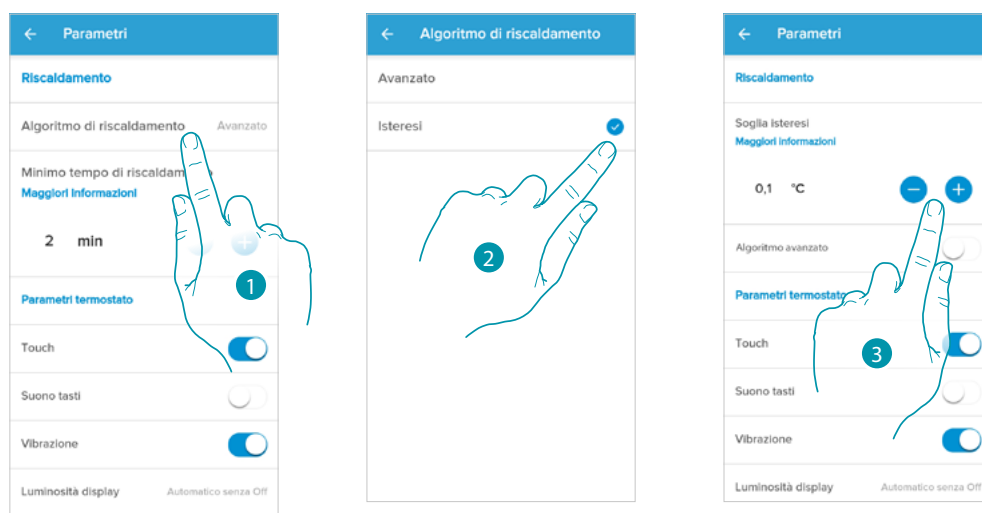 Parametri
Riscaldamento
Algoritmo di riscaldamento Avanzato
Minimo tempo di riscaldam
Maggiori Informazioni
2 min
1
Parametri termostato
Touch
Suono tasti
Vibrazione
Luminosità display Automatico senza Off
Algoritmo di riscaldamento
Avanzato
Isteresi
2
Parametri
Riscaldamento
Soglia Isteresi
Maggiori Informazioni
0,1 °C
Algoritmo avanzato
Parametri termostato
Touch
3
Suono tasti
Vibrazione
Luminosità display Automatico senza Off